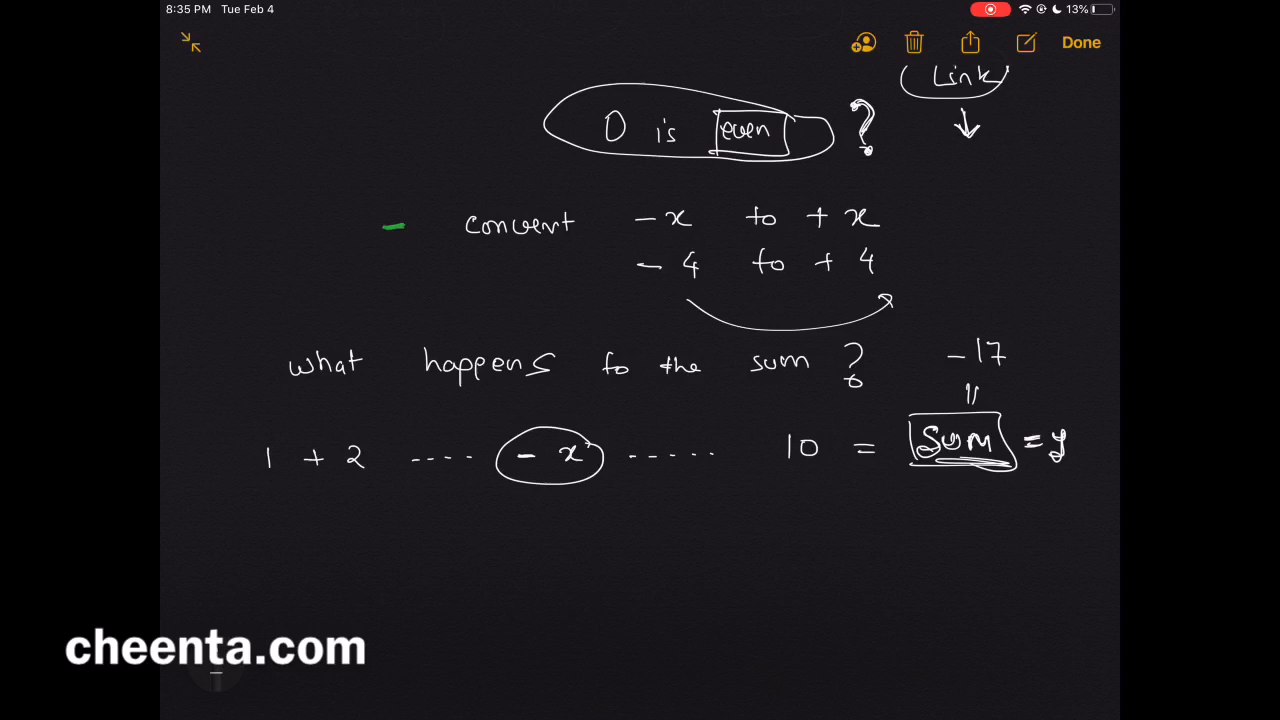 8:35 PM Tue Feb 4 13%
Done
Link
0 is even ?
- convert -x to +x
- 4 to + 4
what happens to the sum ? -17
1 + 2 .... - x ...... 10 = Sum = y
cheenta.com